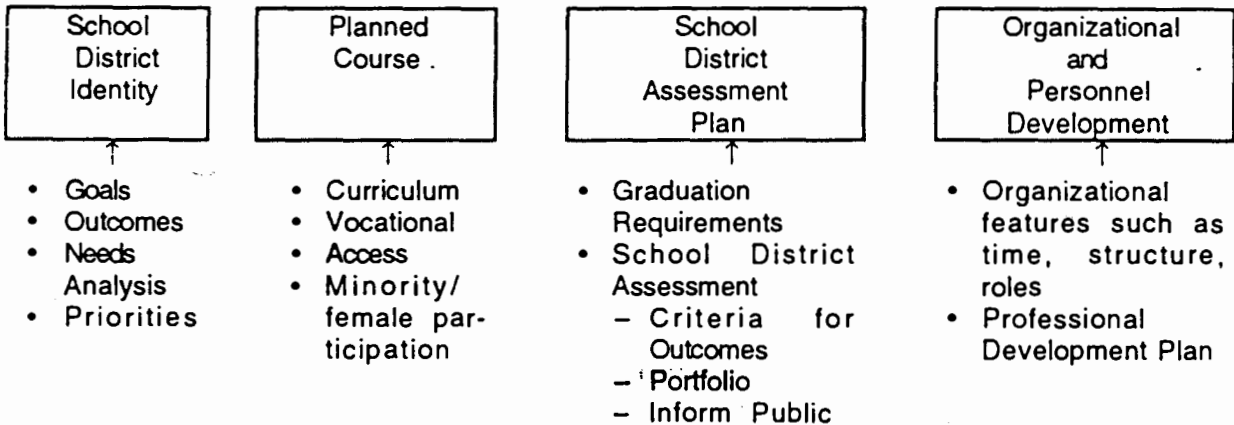 School
District
Identity
Planned
Course .
School
District
Assessment
Plan
Organizational
and
Personnel
Development
• Goals
• Outcomes
• Needs
Analysis
• Priorities
• Curriculum
• Vocational
• Access
• Minority/
female par-
ticipation
• Graduation
Requirements
• School District
Assessment
– Criteria for
Outcomes
– Portfolio
– Inform Public
• Organizational
features such as
time, structure,
roles
• Professional
Development Plan